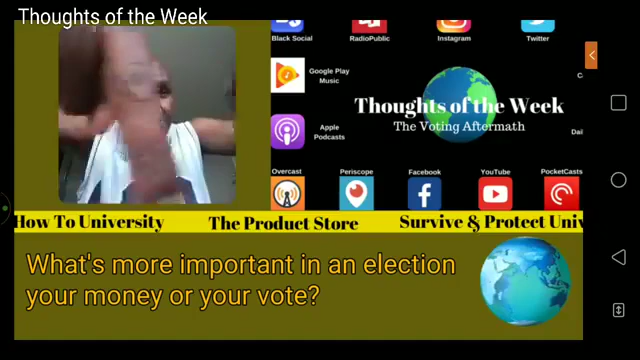 Thoughts of the Week
Black Social
RadioPublic
Instagram
Twitter
Google Play
Music
Thoughts of the Week
The Voting Aftermath
Apple
Podcasts
Overcast
Periscope
Facebook
YouTube
PocketCasts
How To University
The Product Store
Survive & Protect Univ
What's more important in an election
your money or your vote?